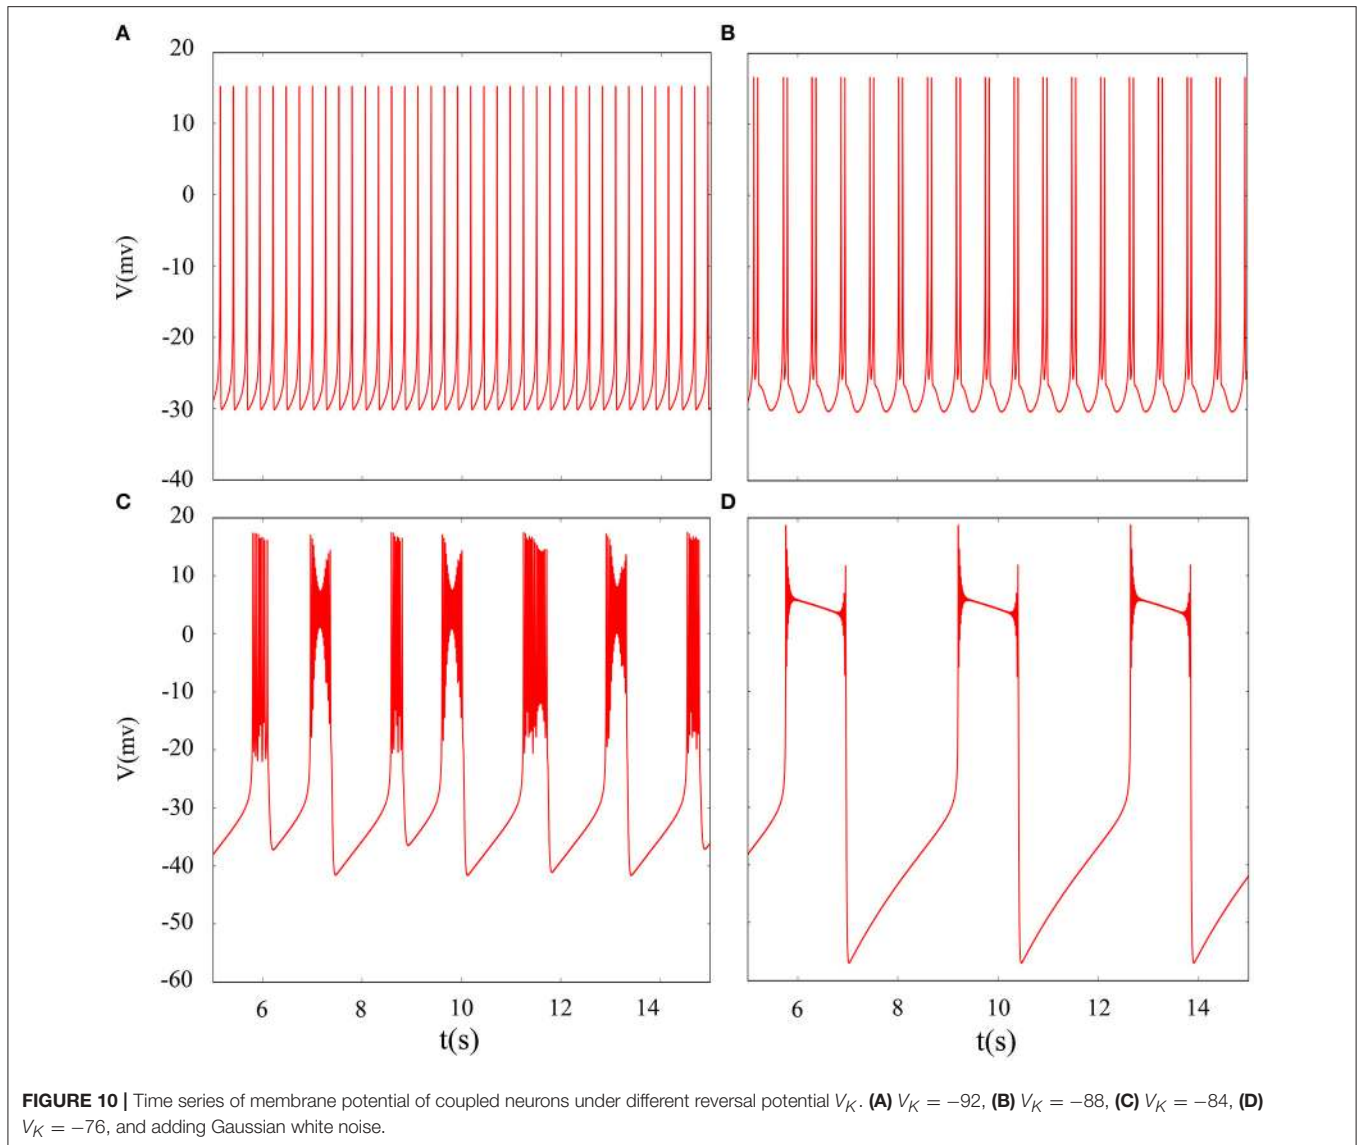 A
B
20
10
0
-10
-20
-30
-40
V(mv)
C
D
20
10
0
-10
-20
-30
-40
-50
-60
V(mv)
6 8 10 12 14
6 8 10 12 14
t(s)
t(s)
FIGURE 10 | Time series of membrane potential of coupled neurons under different reversal potential V_K. (A) V_K = −92, (B) V_K = −88, (C) V_K = −84, (D)
V_K = −76, and adding Gaussian white noise.